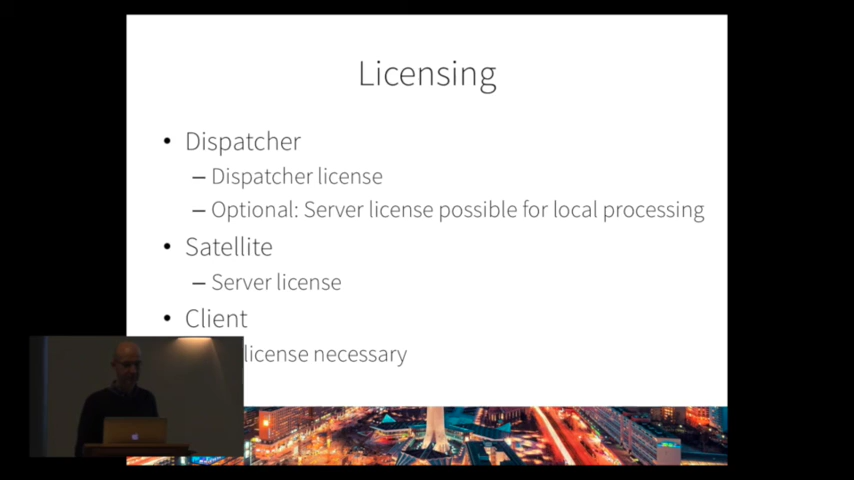 Licensing
• Dispatcher
– Dispatcher license
– Optional: Server license possible for local processing
• Satellite
– Server license
• Client
license necessary